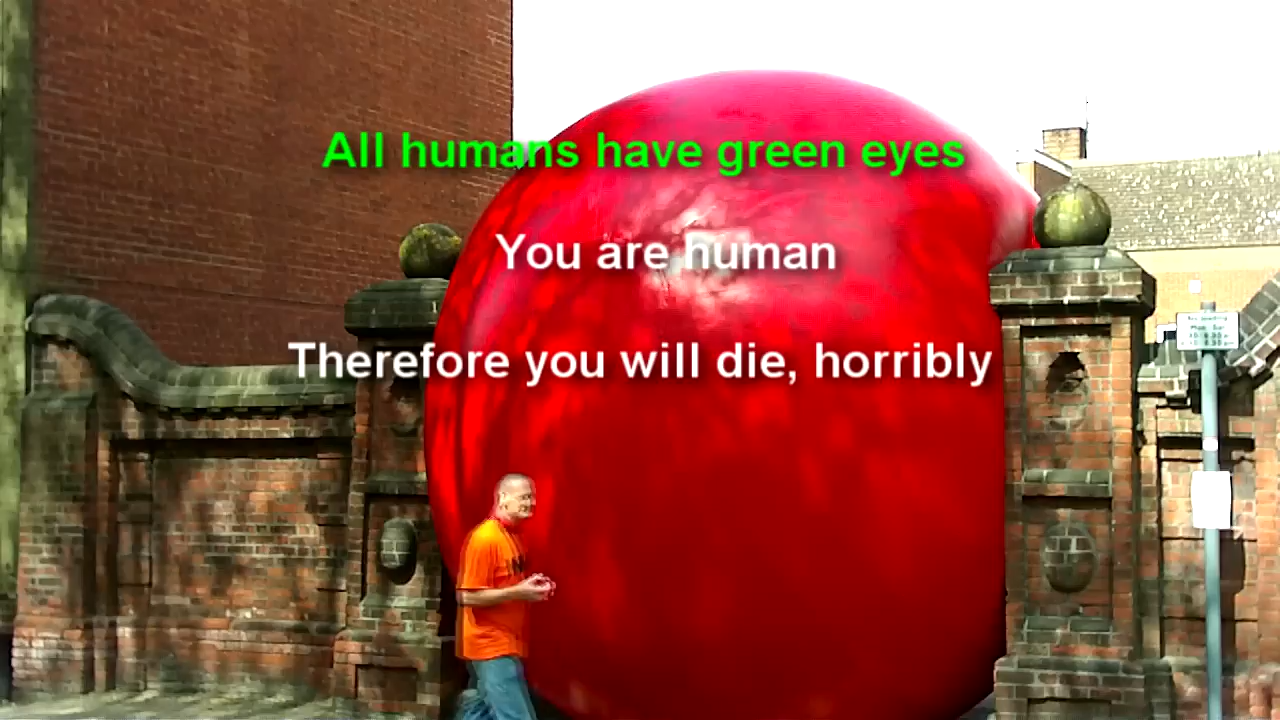 All humans have green eyes
You are human
Therefore you will die, horribly